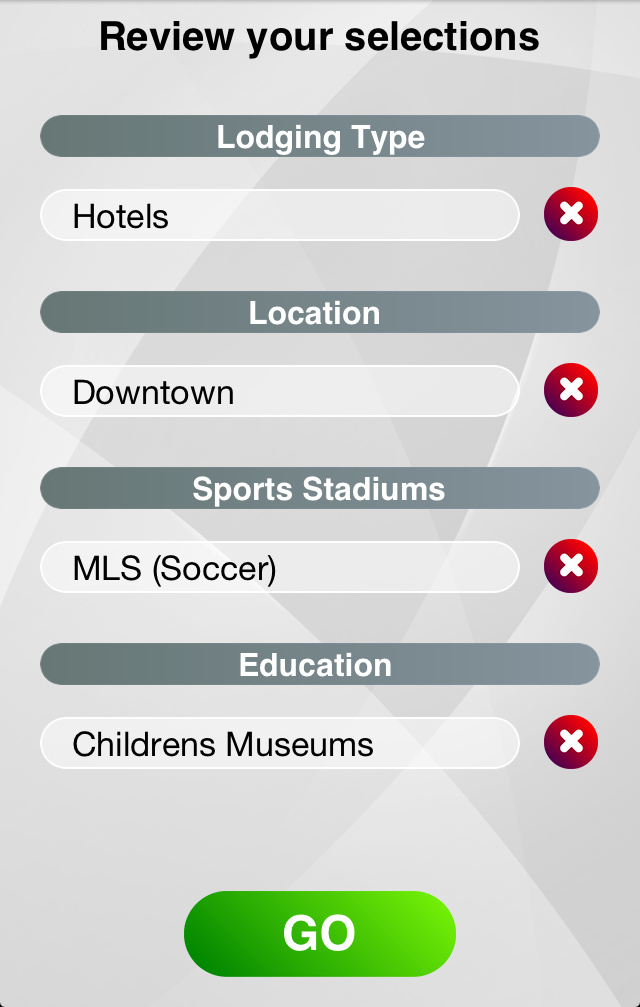 Review your selections
Lodging Type
Hotels
Location
Downtown
Sports Stadiums
MLS (Soccer)
Education
Childrens Museums
GO